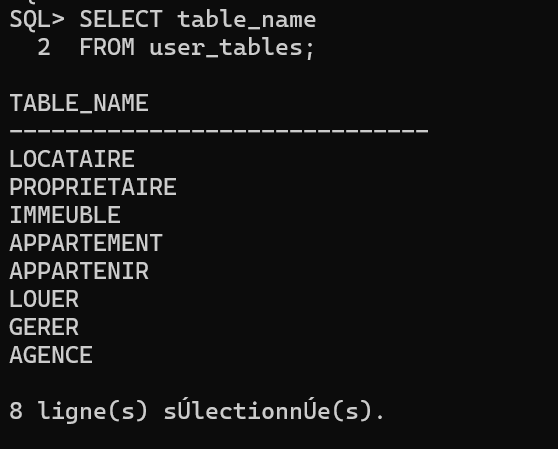 SQL> SELECT table_name
  2  FROM user_tables;
TABLE_NAME
------------------------------
LOCATAIRE
PROPRIETAIRE
IMMEUBLE
APPARTEMENT
APPARTENIR
LOUER
GERER
AGENCE
8 ligne(s) sÚlectionnÚe(s).